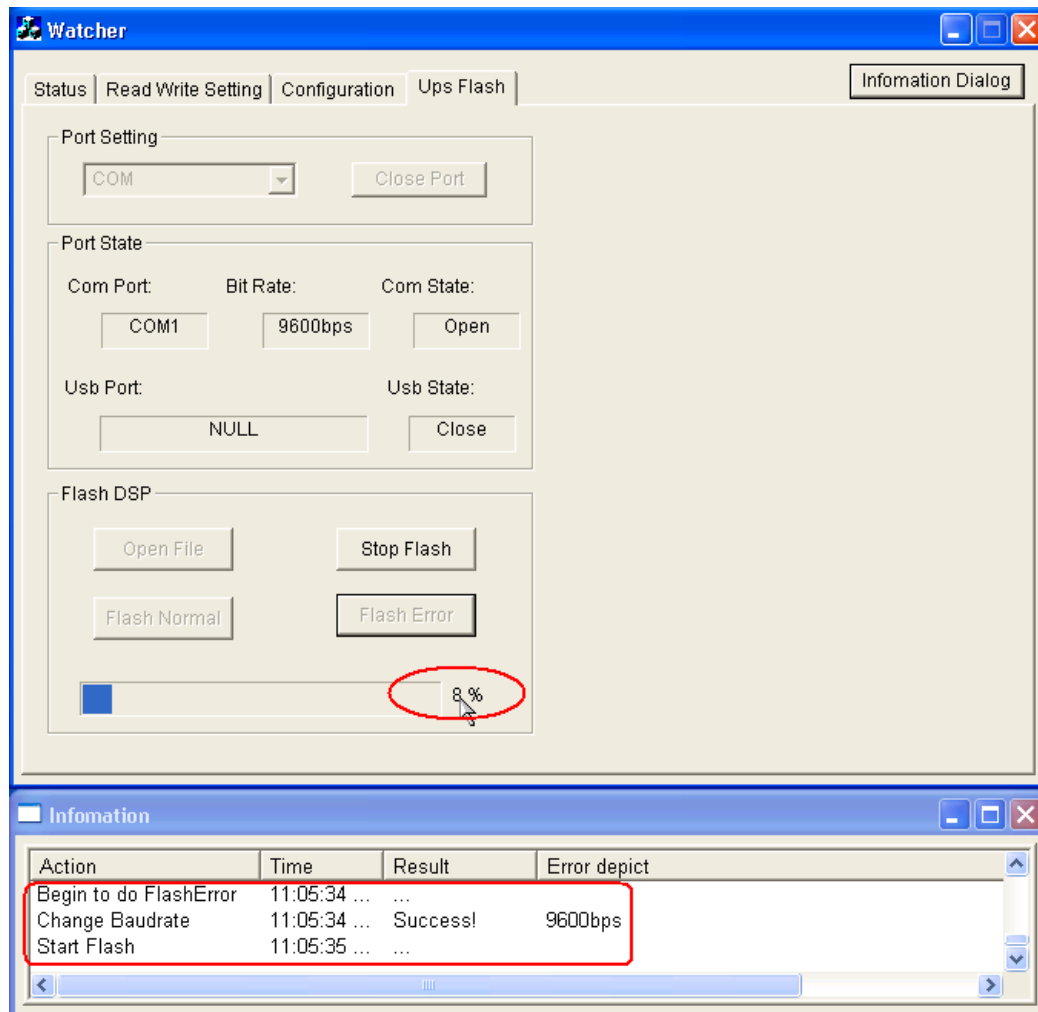 Watcher
Status Read Write Setting Configuration Ups Flash Infomation Dialog
Port Setting
COM Close Port
Port State
Com Port: Bit Rate: Com State:
COM1 9600bps Open
Usb Port: Usb State:
NULL Close
Flash DSP
Open File Stop Flash
Flash Normal Flash Error
8 %
Infomation
Action Time Result Error depict
Begin to do FlashError 11:05:34 ... ...
Change Baudrate 11:05:34 ... Success! 9600bps
Start Flash 11:05:35 ... ...